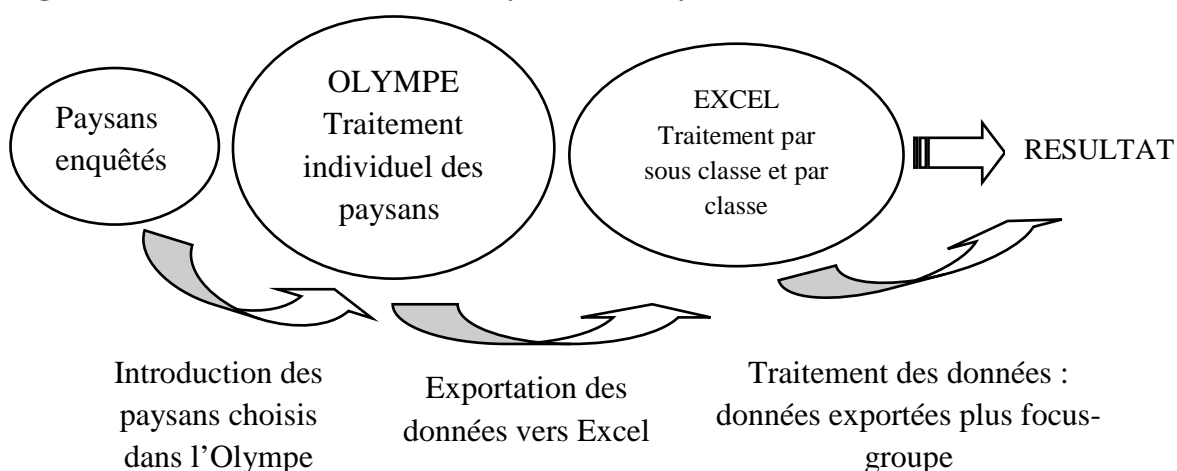 Paysans
enquêtés
OLYMPE
Traitement
individuel des
paysans
EXCEL
Traitement par
sous classe et par
classe
RESULTAT
Introduction des
paysans choisis
dans l'Olympe
Exportation des
données vers Excel
Traitement des données :
données exportées plus focus-
groupe